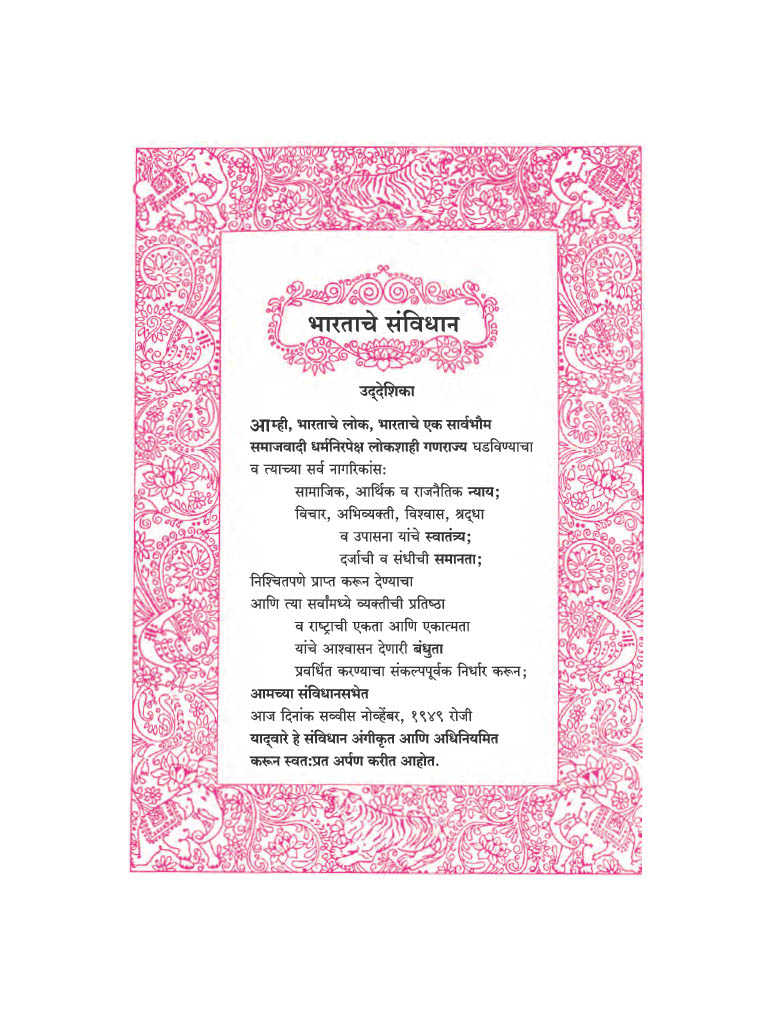 भारताचे संविधान
उद्‌देशिका
आम्ही, भारताचे लोक, भारताचे एक सार्वभौम
समाजवादी धर्मनिरपेक्ष लोकशाही गणराज्य घडविण्याचा
व त्याच्या सर्व नागरिकांस:
सामाजिक, आर्थिक व राजनैतिक न्याय;
विचार, अभिव्यक्ती, विश्वास, श्रद्‌धा
व उपासना यांचे स्वातंत्र्य;
दर्जाची व संधीची समानता;
निश्चितपणे प्राप्त करून देण्याचा
आणि त्या सर्वांमध्ये व्यक्तीची प्रतिष्ठा
व राष्ट्राची एकता आणि एकात्मता
यांचे आश्वासन देणारी बंधुता
प्रवर्धित करण्याचा संकल्पपूर्वक निर्धार करून;
आमच्या संविधानसभेत
आज दिनांक सव्वीस नोव्हेंबर, १९४९ रोजी
याद्‌वारे हे संविधान अंगीकृत आणि अधिनियमित
करून स्वत:प्रत अर्पण करीत आहोत.